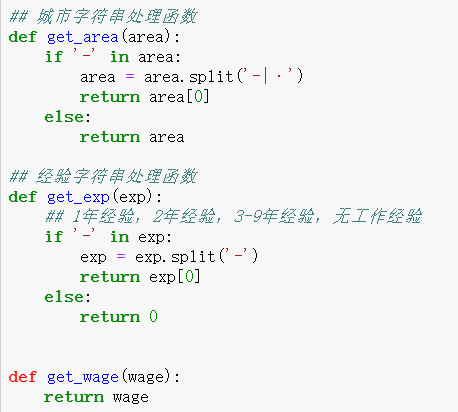 ## 城市字符串处理函数
def get_area(area):
    if '-' in area:
        area = area.split('-|·')
        return area[0]
    else:
        return area
## 经验字符串处理函数
def get_exp(exp):
    ## 1年经验，2年经验，3-9年经验，无工作经验
    if '-' in exp:
        exp = exp.split('-')
        return exp[0]
    else:
        return 0
def get_wage(wage):
    return wage